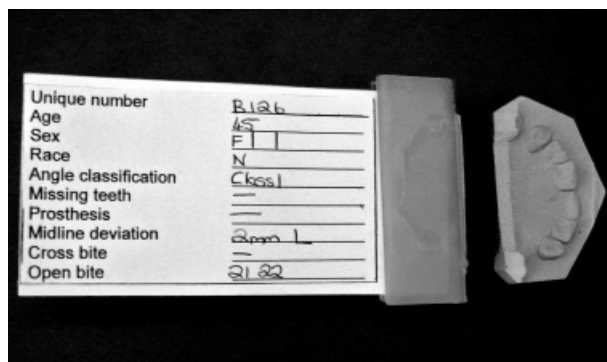 Unique number B126
Age 45
Sex F
Race N
Angle classification Class 1
Missing teeth —
Prosthesis —
Midline deviation 2mm L
Cross bite —
Open bite 21 22